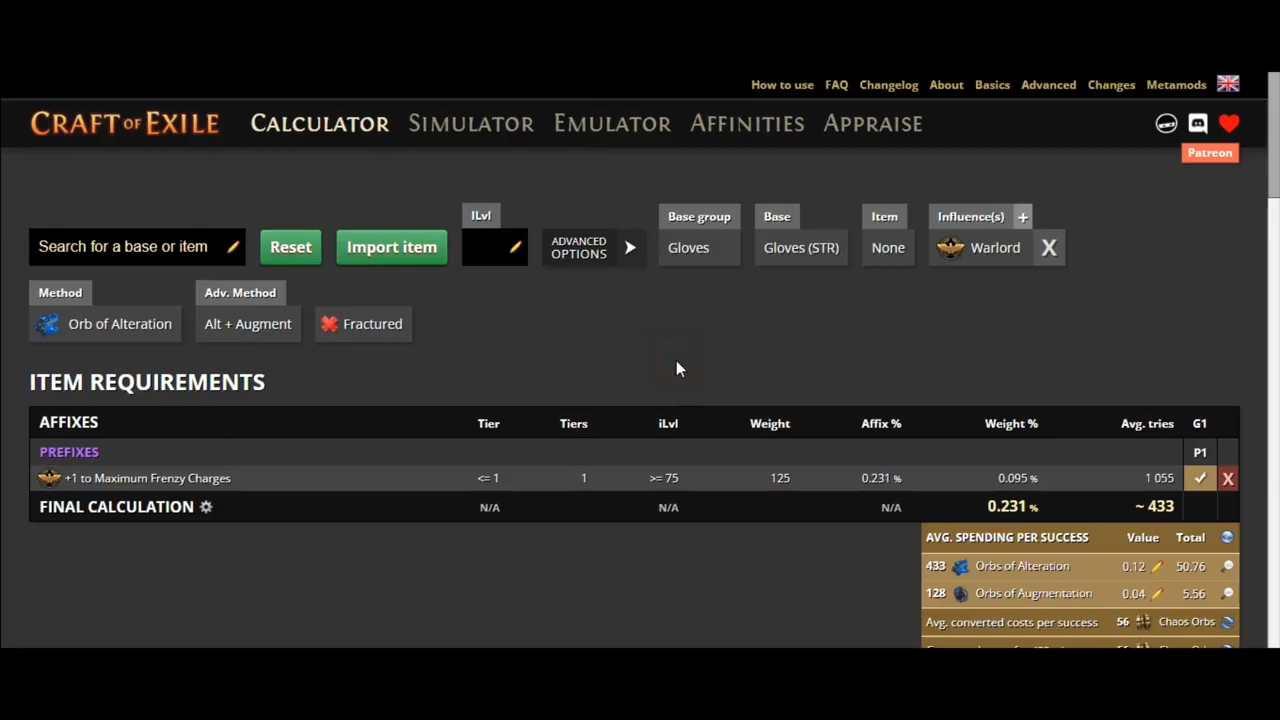 How to use FAQ Changelog About Basics Advanced Changes Metamods
CRAFT OF EXILE CALCULATOR SIMULATOR EMULATOR AFFINITIES APPRAISE
Patreon
ILvl Base group Base Item Influence(s) +
Search for a base or item Reset Import item ADVANCED OPTIONS Gloves Gloves (STR) None Warlord X
Method Adv. Method
Orb of Alteration Alt + Augment Fractured
ITEM REQUIREMENTS
AFFIXES Tier Tiers iLvl Weight Affix % Weight % Avg. tries G1
PREFIXES P1
+1 to Maximum Frenzy Charges <= 1 1 >= 75 125 0.231 % 0.095 % 1 055 X
FINAL CALCULATION N/A N/A N/A 0.231 % ~ 433
AVG. SPENDING PER SUCCESS Value Total
433 Orbs of Alteration 0.12 50.76
128 Orbs of Augmentation 0.04 5.56
Avg. converted costs per success 56 Chaos Orbs